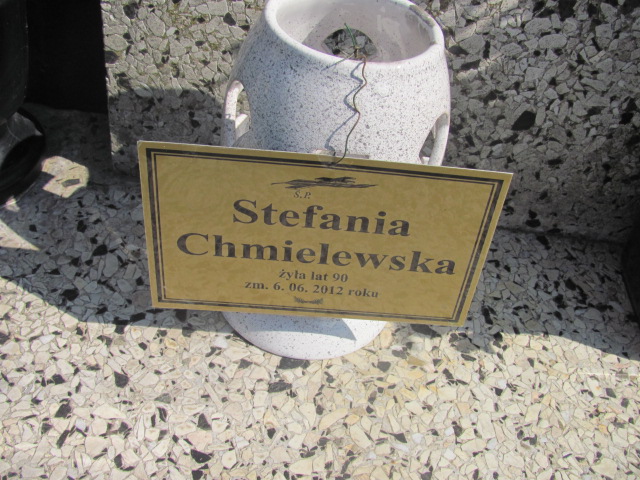 Ś.P.
Stefania
Chmielewska
żyła lat 90
zm. 6. 06. 2012 roku